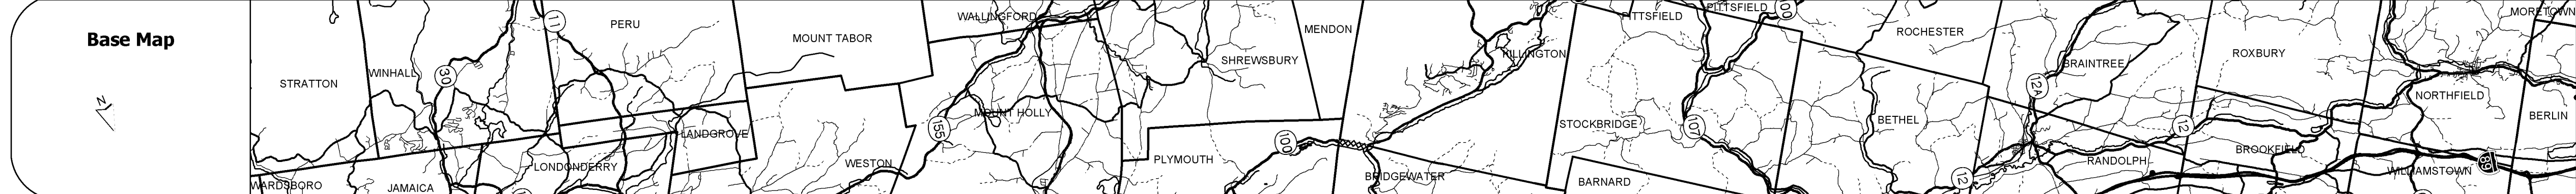 Base Map
N
STRATTON
WINHALL
30
11
PERU
MOUNT TABOR
WALLINGFORD
MOUNT HOLLY
155
LANDGROVE
LONDONDERRY
WESTON
WARDSBORO
JAMAICA
SHREWSBURY
MENDON
PLYMOUTH
100
BRIDGEWATER
KILLINGTON
PITTSFIELD
PITTSFIELD
100
STOCKBRIDGE
107
BARNARD
ROCHESTER
BETHEL
12A
BRAINTREE
12
12
RANDOLPH
ROXBURY
BROOKFIELD
NORTHFIELD
MORETOWN
BERLIN
WILLIAMSTOWN
89